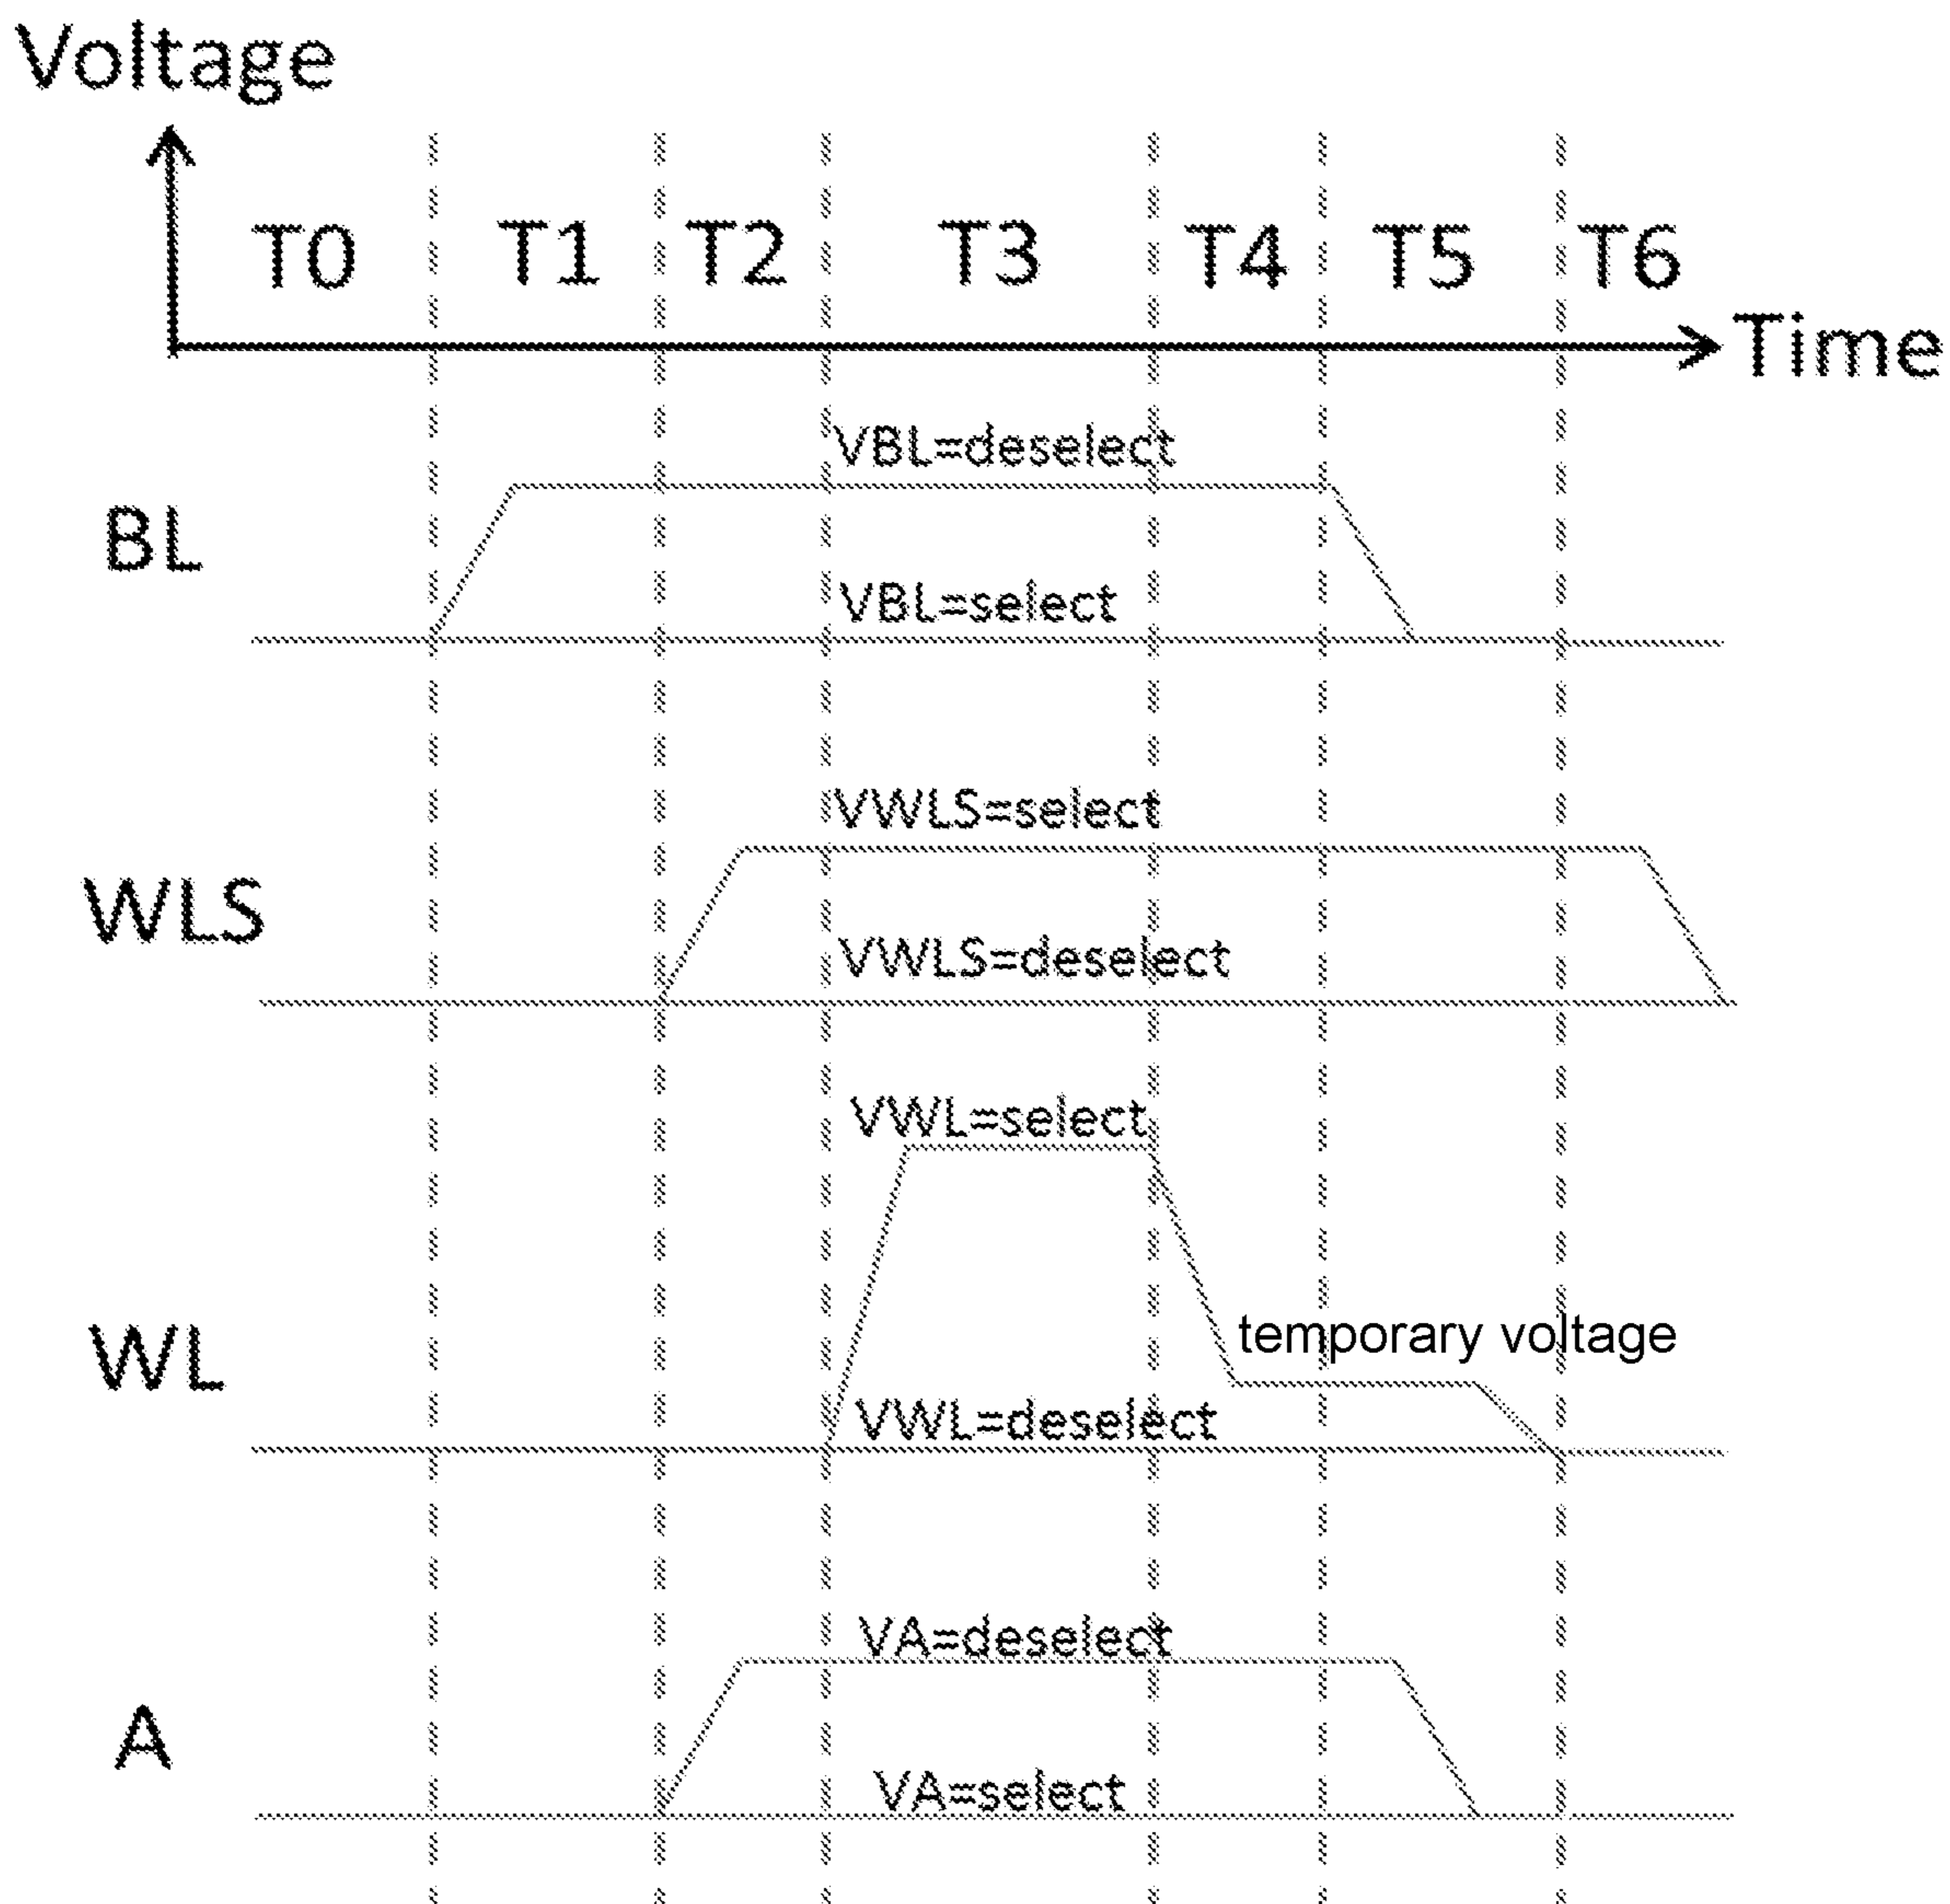 Voltage
T0 T1 T2 T3 T4 T5 T6
Time
VBL=deselect
BL
VBL=select
VWLS=select
WLS
VWLS=deselect
VWL=select
temporary voltage
WL
VWL=deselect
VA=deselect
A
VA=select